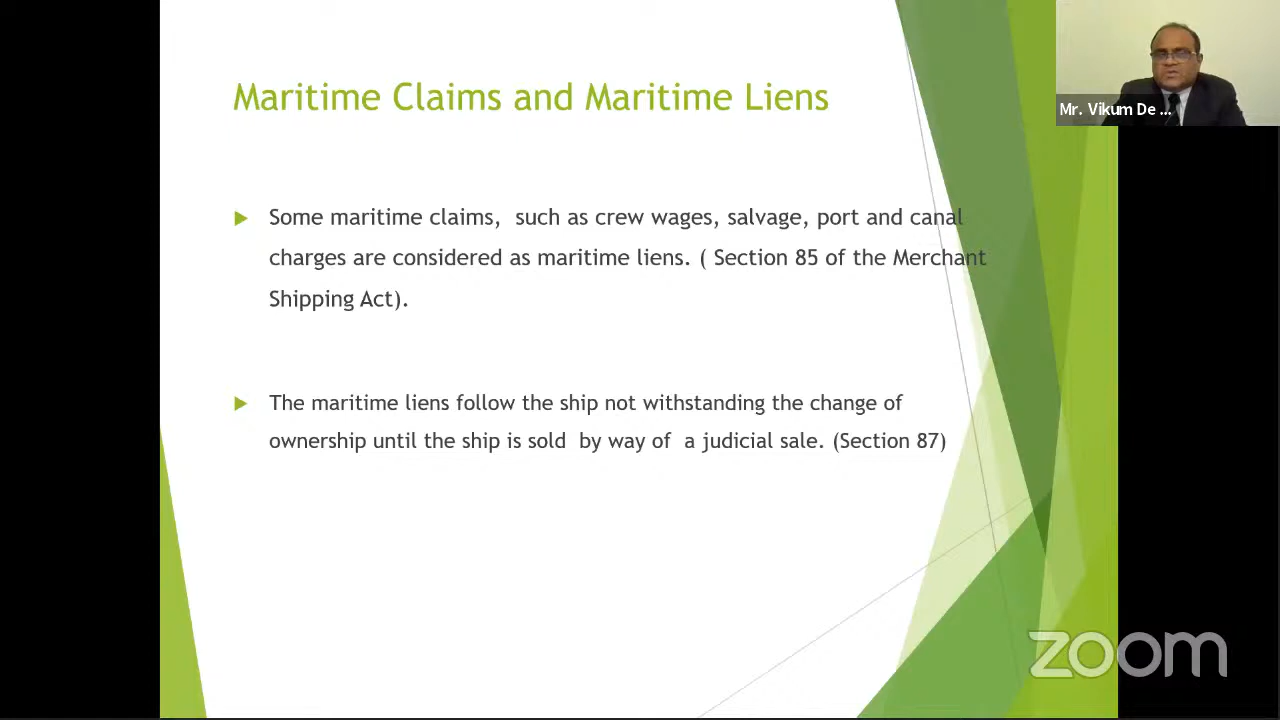 Maritime Claims and Maritime Liens
Mr. Vikum De ...
Some maritime claims, such as crew wages, salvage, port and canal
charges are considered as maritime liens. ( Section 85 of the Merchant
Shipping Act).
The maritime liens follow the ship not withstanding the change of
ownership until the ship is sold by way of a judicial sale. (Section 87)
zoom